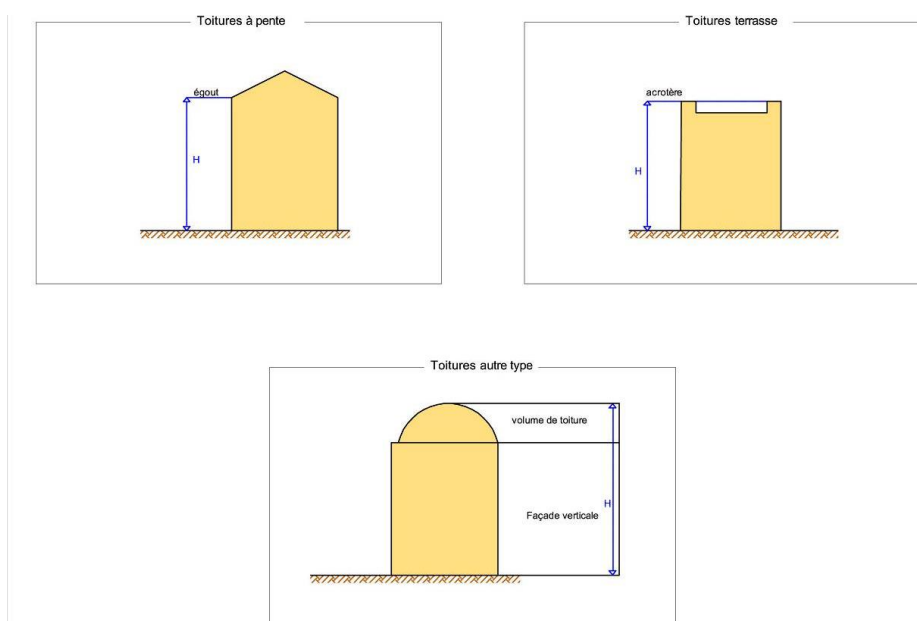 Toitures à pente
égout
H
Toitures terrasse
acrotère
H
Toitures autre type
volume de toiture
H
Façade verticale